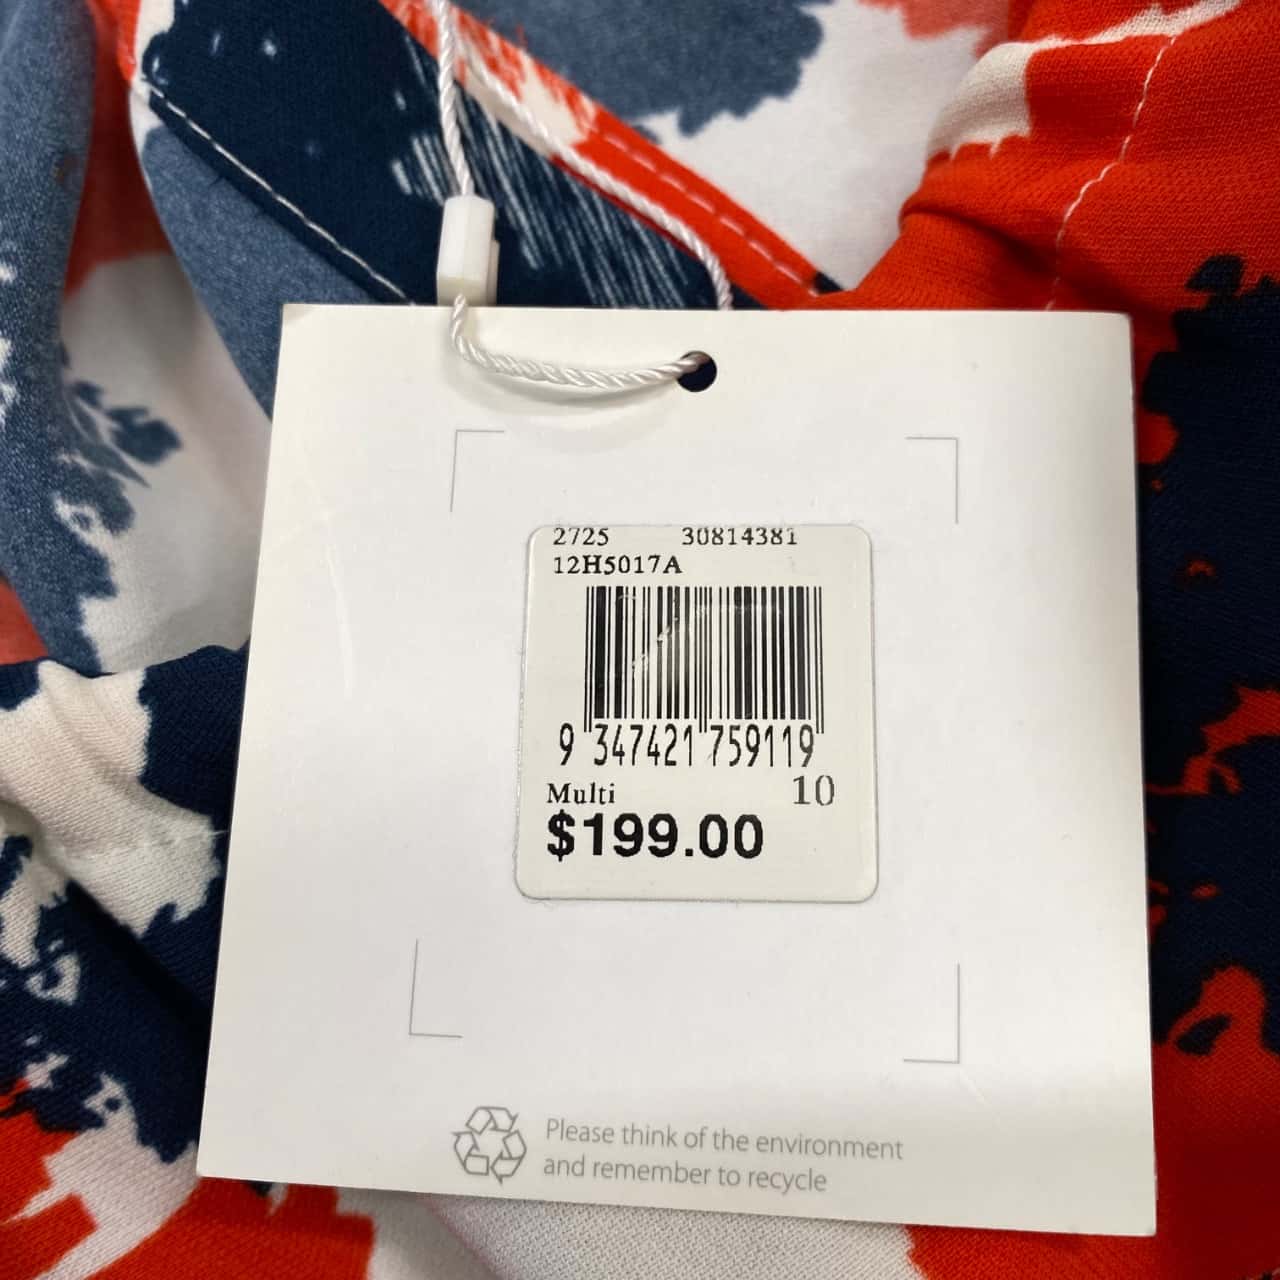 2725 30814381
12H5017A
9 347421 759119
Multi 10
$199.00
Please think of the environment
and remember to recycle